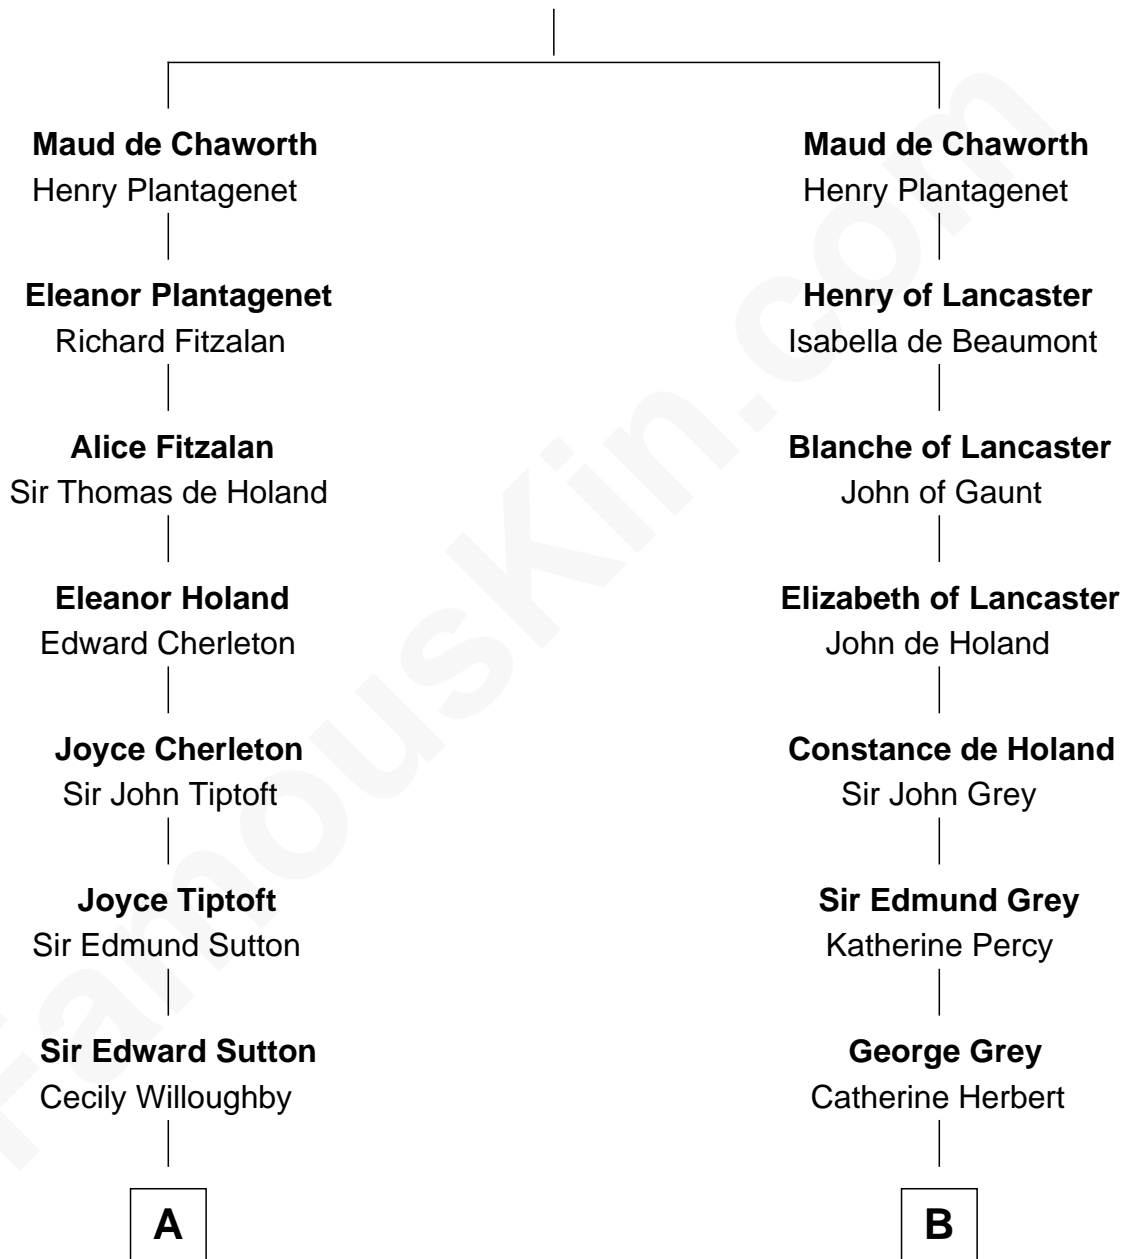 Maud de Chaworth
Henry Plantagenet
Eleanor Plantagenet
Richard Fitzalan
Alice Fitzalan
Sir Thomas de Holand
Eleanor Holand
Edward Cherleton
Joyce Cherleton
Sir John Tiptoft
Joyce Tiptoft
Sir Edmund Sutton
Sir Edward Sutton
Cecily Willoughby
A
Maud de Chaworth
Henry Plantagenet
Henry of Lancaster
Isabella de Beaumont
Blanche of Lancaster
John of Gaunt
Elizabeth of Lancaster
John de Holand
Constance de Holand
Sir John Grey
Sir Edmund Grey
Katherine Percy
George Grey
Catherine Herbert
B
FamousKin.com